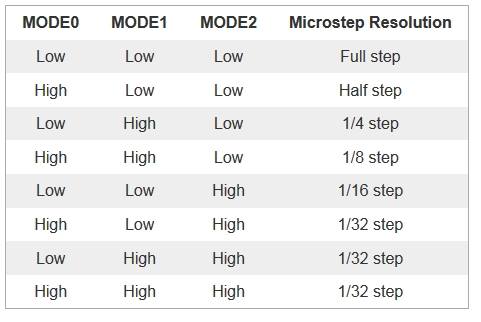 MODE0 MODE1 MODE2 Microstep Resolution
Low Low Low Full step
High Low Low Half step
Low High Low 1/4 step
High High Low 1/8 step
Low Low High 1/16 step
High Low High 1/32 step
Low High High 1/32 step
High High High 1/32 step